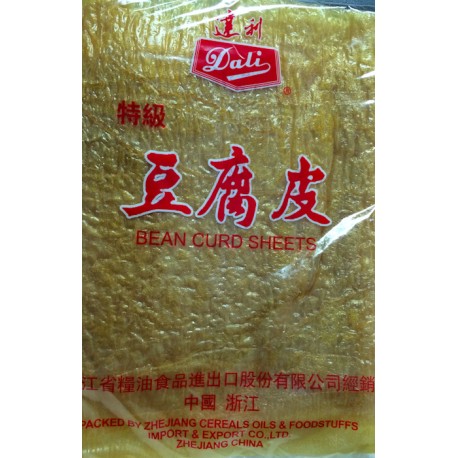 達利
Dali
®
特級
豆腐皮
BEAN CURD SHEETS
江省糧油食品進出口股份有限公司經銷
中國 浙江
PACKED BY ZHEJIANG CEREALS OILS & FOODSTUFFS
IMPORT & EXPORT CO.,LTD.
ZHEJIANG CHINA